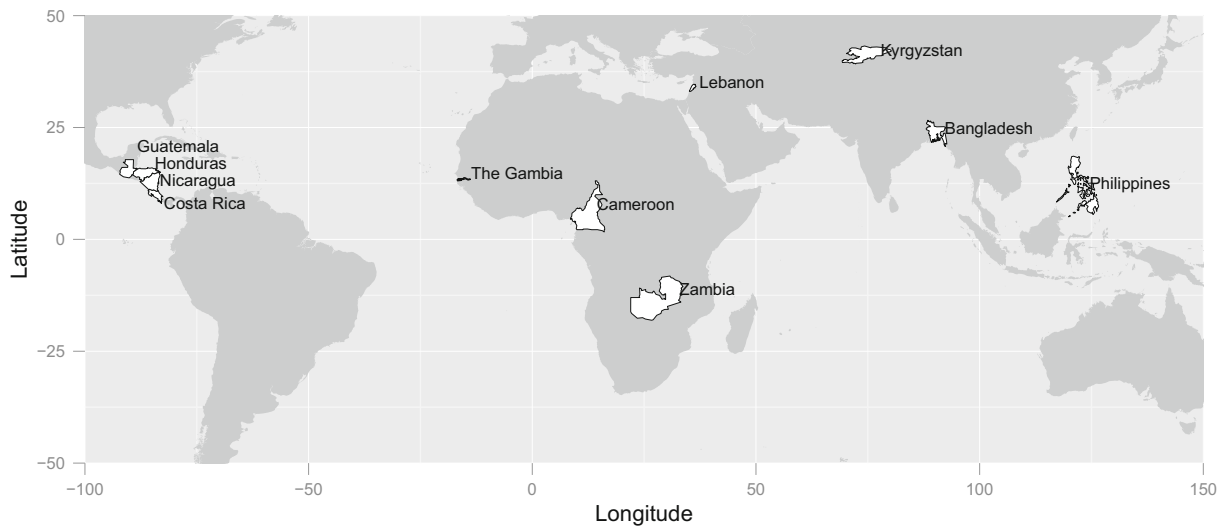 50
Kyrgyzstan
Lebanon
25
Bangladesh
Guatemala
Honduras
The Gambia
Nicaragua
Philippines
Costa Rica
Cameroon
0
Zambia
Latitude
−25
−50
−100
−50
0
50
100
150
Longitude